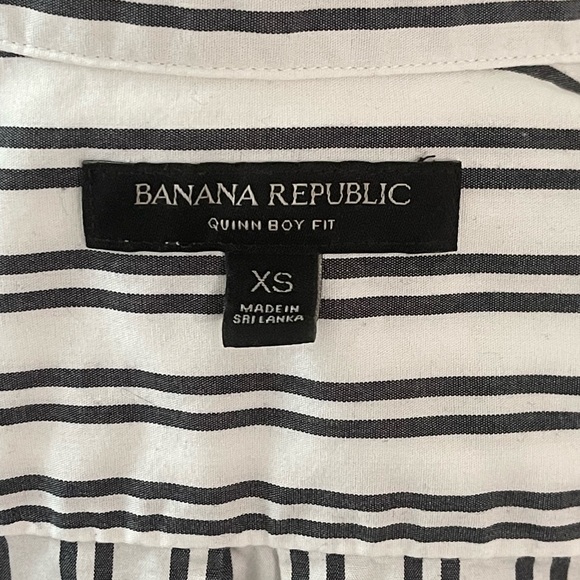 BANANA REPUBLIC
QUINN BOY FIT
XS
MADE IN
SRI LANKA